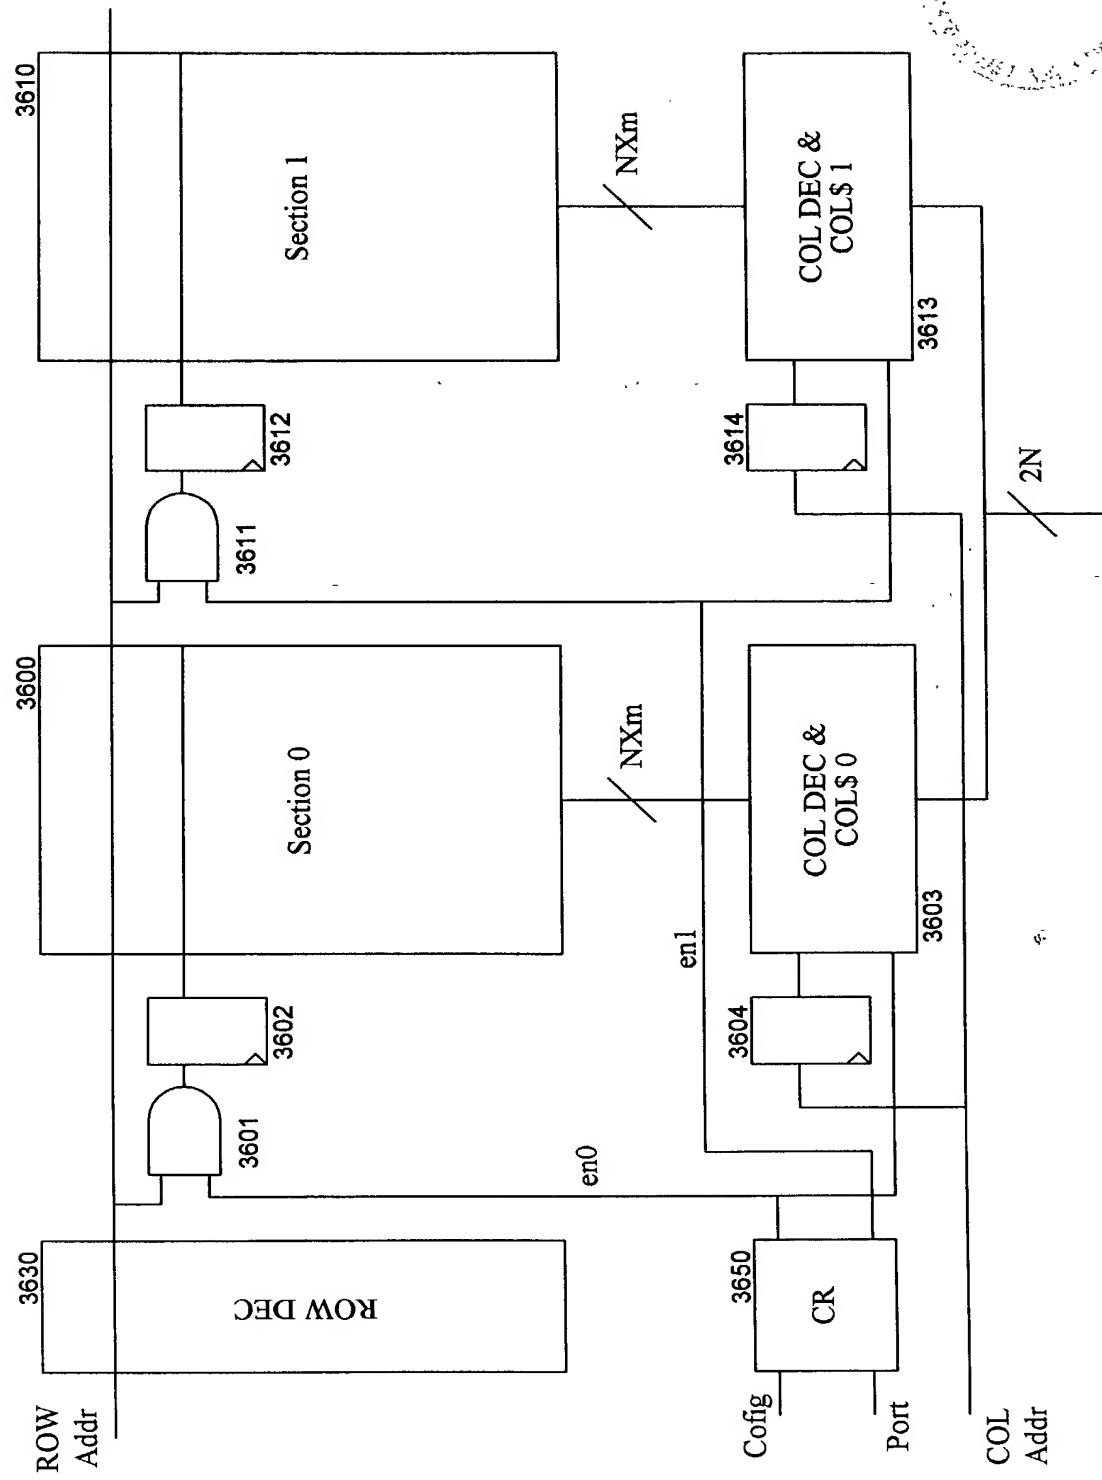 ROW
Addr
3630
ROW DEC
3601
3602
3600
Section 0
3611
3612
3610
Section 1
en0
en1
NXm
NXm
Cofig
Port
3650
CR
3604
COL DEC &
COL$ 0
3603
3614
COL DEC &
COL$ 1
3613
COL
Addr
2N